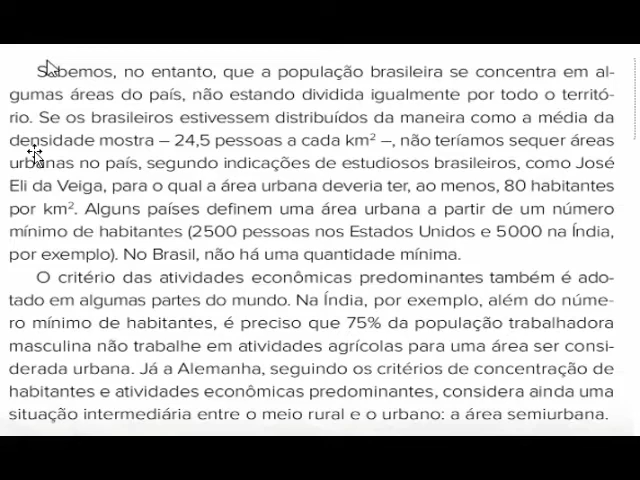 Sabemos, no entanto, que a população brasileira se concentra em al-
gumas áreas do país, não estando dividida igualmente por todo o territó-
rio. Se os brasileiros estivessem distribuídos da maneira como a média da
densidade mostra – 24,5 pessoas a cada km² –, não teríamos sequer áreas
urbanas no país, segundo indicações de estudiosos brasileiros, como José
Eli da Veiga, para o qual a área urbana deveria ter, ao menos, 80 habitantes
por km². Alguns países definem uma área urbana a partir de um número
mínimo de habitantes (2500 pessoas nos Estados Unidos e 5000 na Índia,
por exemplo). No Brasil, não há uma quantidade mínima.
O critério das atividades econômicas predominantes também é ado-
tado em algumas partes do mundo. Na Índia, por exemplo, além do núme-
ro mínimo de habitantes, é preciso que 75% da população trabalhadora
masculina não trabalhe em atividades agrícolas para uma área ser consi-
derada urbana. Já a Alemanha, seguindo os critérios de concentração de
habitantes e atividades econômicas predominantes, considera ainda uma
situação intermediária entre o meio rural e o urbano: a área semiurbana.